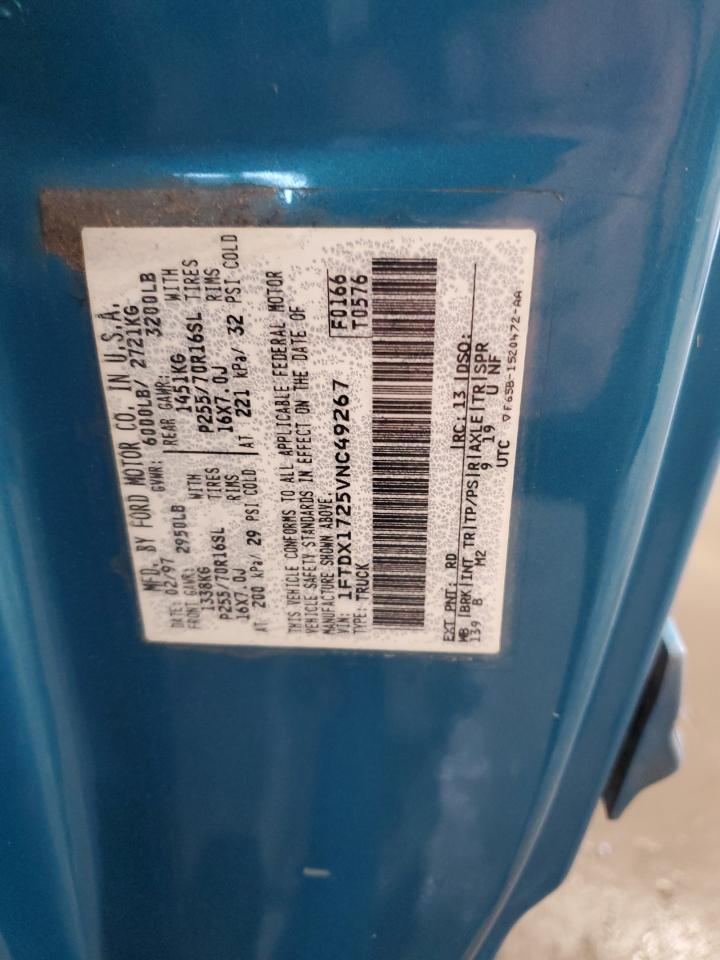 MFD. BY FORD MOTOR CO. IN U.S.A.
DATE: 02/97 GVWR: 6000LB/ 2721KG
FRONT GAWR: 2950LB REAR GAWR: 3200LB
1338KG WITH 1451KG WITH
P255/70R16SL TIRES P255/70R16SL TIRES
16X7.0J RIMS 16X7.0J RIMS
AT 200 kPa/ 29 PSI COLD AT 221 kPa/ 32 PSI COLD
THIS VEHICLE CONFORMS TO ALL APPLICABLE FEDERAL MOTOR
VEHICLE SAFETY STANDARDS IN EFFECT ON THE DATE OF
MANUFACTURE SHOWN ABOVE.
VIN: 1FTDX1725VNC49267 F0166
TYPE: TRUCK T0576
EXT PNT: RD RC: 13 DSO:
WB BRK INT TR TP/PS R AXLE TR SPR
139 B M2 9 19 U NF
UTC ▽F65B-1520472-AA